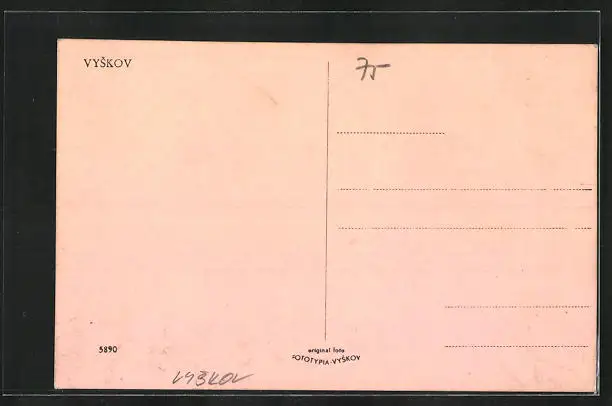 VYŠKOV
75
5890
original foto
FOTOTYPIA-VYŠKOV
VYŠKOV